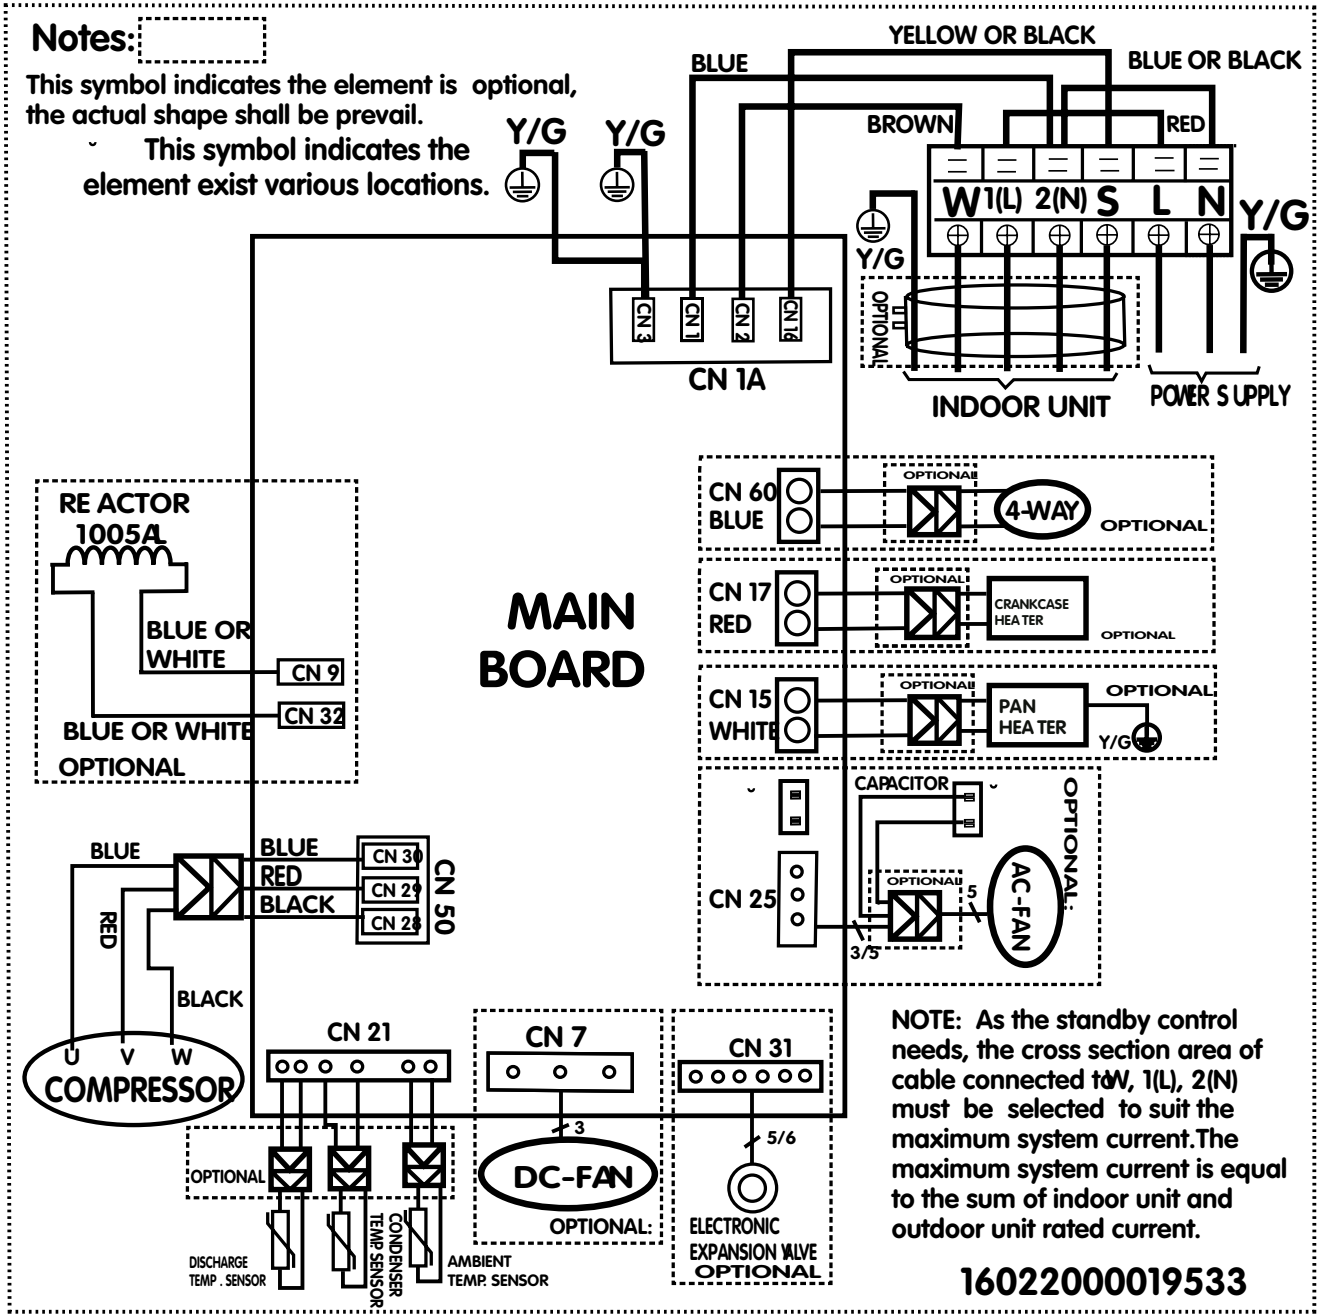 Notes:
This symbol indicates the element is optional,
the actual shape shall be prevail.
This symbol indicates the
element exist various locations.
Y/G
Y/G
BLUE
YELLOW OR BLACK
BLUE OR BLACK
BROWN
RED
W 1(L) 2(N) S L N
Y/G
Y/G
OPTIONAL
INDOOR UNIT
POWER SUPPLY
CN 3
CN 1
CN 2
CN 16
CN 1A
RE ACTOR
1005AL
BLUE OR
WHITE
CN 9
CN 32
BLUE OR WHITE
OPTIONAL
MAIN
BOARD
CN 60
BLUE
OPTIONAL
4-WAY
OPTIONAL
CN 17
RED
OPTIONAL
CRANKCASE
HEA TER
OPTIONAL
CN 15
WHITE
OPTIONAL
PAN
HEA TER
OPTIONAL
Y/G
CAPACITOR
OPTIONAL:
CN 25
OPTIONAL
3/5
5
AC-FAN
BLUE
RED
BLACK
BLUE
RED
BLACK
CN 30
CN 29
CN 28
CN 50
U V W
COMPRESSOR
CN 21
OPTIONAL
DISCHARGE
TEMP . SENSOR
CONDENSER
TEMP SENSOR
AMBIENT
TEMP. SENSOR
CN 7
3
DC-FAN
OPTIONAL:
CN 31
5/6
ELECTRONIC
EXPANSION VALVE
OPTIONAL
NOTE: As the standby control
needs, the cross section area of
cable connected to W, 1(L), 2(N)
must be selected to suit the
maximum system current.The
maximum system current is equal
to the sum of indoor unit and
outdoor unit rated current.
16022000019533